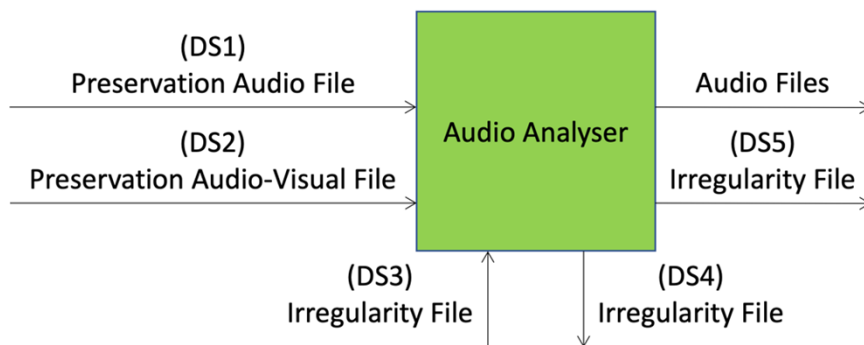 (DS1)
Preservation Audio File
(DS2)
Preservation Audio-Visual File
Audio Analyser
Audio Files
(DS5)
Irregularity File
(DS3)
Irregularity File
(DS4)
Irregularity File